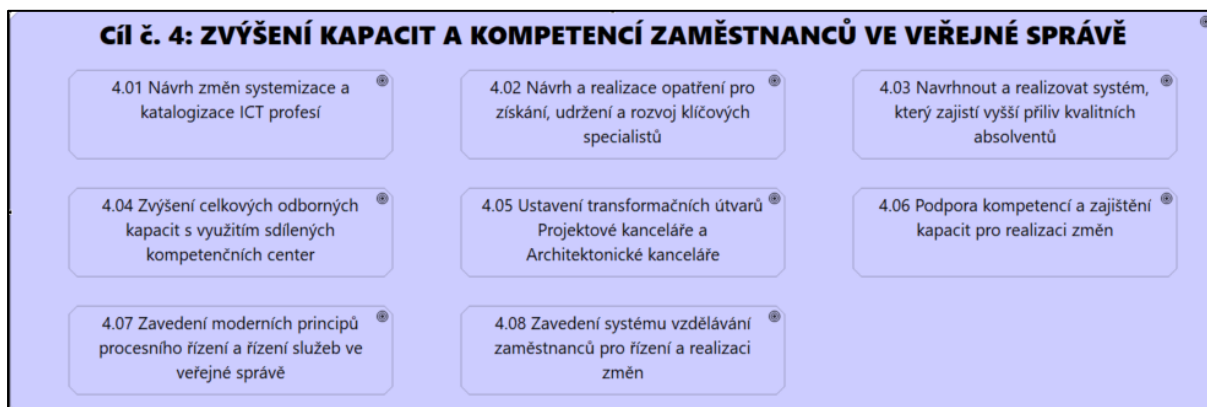 Cíl č. 4: ZVÝŠENÍ KAPACIT A KOMPETENCÍ ZAMĚSTNANCŮ VE VEŘEJNÉ SPRÁVĚ
4.01 Návrh změn systemizace a
katalogizace ICT profesí
4.02 Návrh a realizace opatření pro
získání, udržení a rozvoj klíčových
specialistů
4.03 Navrhnout a realizovat systém,
který zajistí vyšší příliv kvalitních
absolventů
4.04 Zvýšení celkových odborných
kapacit s využitím sdílených
kompetenčních center
4.05 Ustavení transformačních útvarů
Projektové kanceláře a
Architektonické kanceláře
4.06 Podpora kompetencí a zajištění
kapacit pro realizaci změn
4.07 Zavedení moderních principů
procesního řízení a řízení služeb ve
veřejné správě
4.08 Zavedení systému vzdělávání
zaměstnanců pro řízení a realizaci
změn